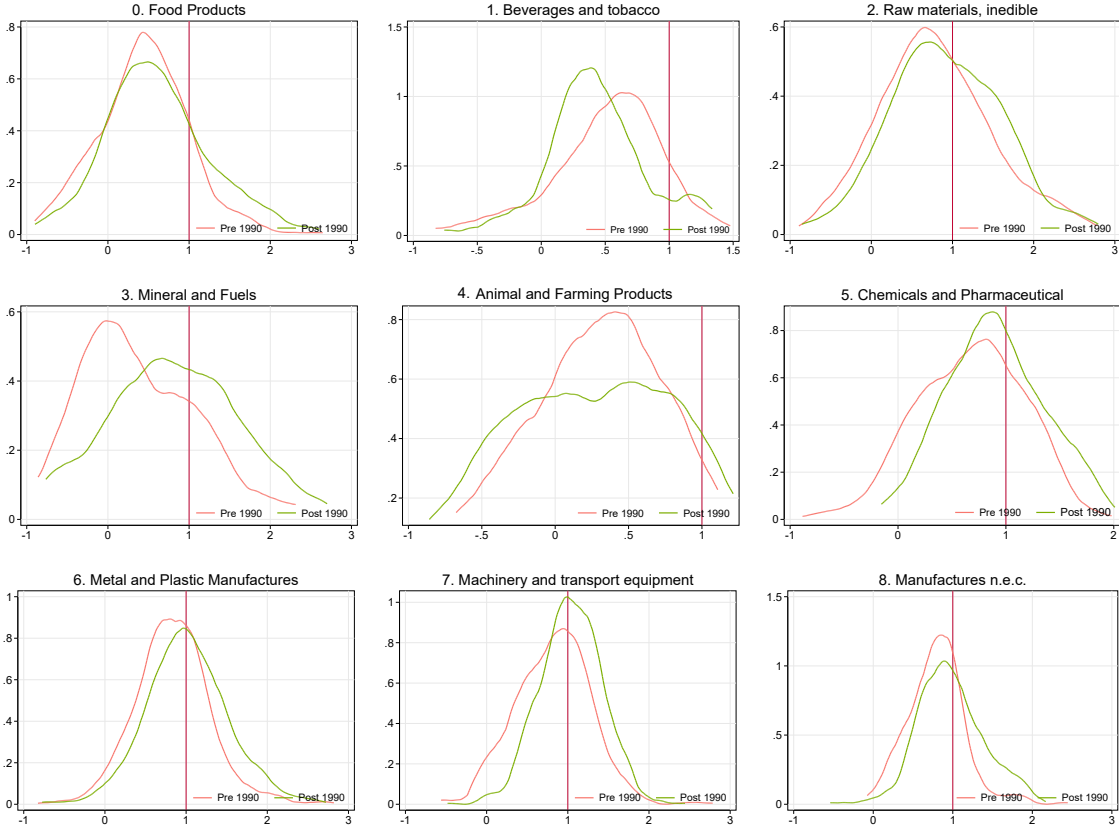 0. Food Products
.8
.6
.4
.2
0
-1 0 1 2 3
Pre 1990 Post 1990
1. Beverages and tobacco
1.5
1
.5
0
-1 -.5 0 .5 1 1.5
Pre 1990 Post 1990
2. Raw materials, inedible
.6
.4
.2
0
-1 0 1 2 3
Pre 1990 Post 1990
3. Mineral and Fuels
.6
.4
.2
0
-1 0 1 2 3
Pre 1990 Post 1990
4. Animal and Farming Products
.8
.6
.4
.2
-1 -.5 0 .5 1
Pre 1990 Post 1990
5. Chemicals and Pharmaceutical
.8
.6
.4
.2
0
-1 0 1 2
Pre 1990 Post 1990
6. Metal and Plastic Manufactures
1
.8
.6
.4
.2
0
-1 0 1 2 3
Pre 1990 Post 1990
7. Machinery and transport equipment
1
.8
.6
.4
.2
0
-1 0 1 2 3
Pre 1990 Post 1990
8. Manufactures n.e.c.
1.5
1
.5
0
-1 0 1 2 3
Pre 1990 Post 1990